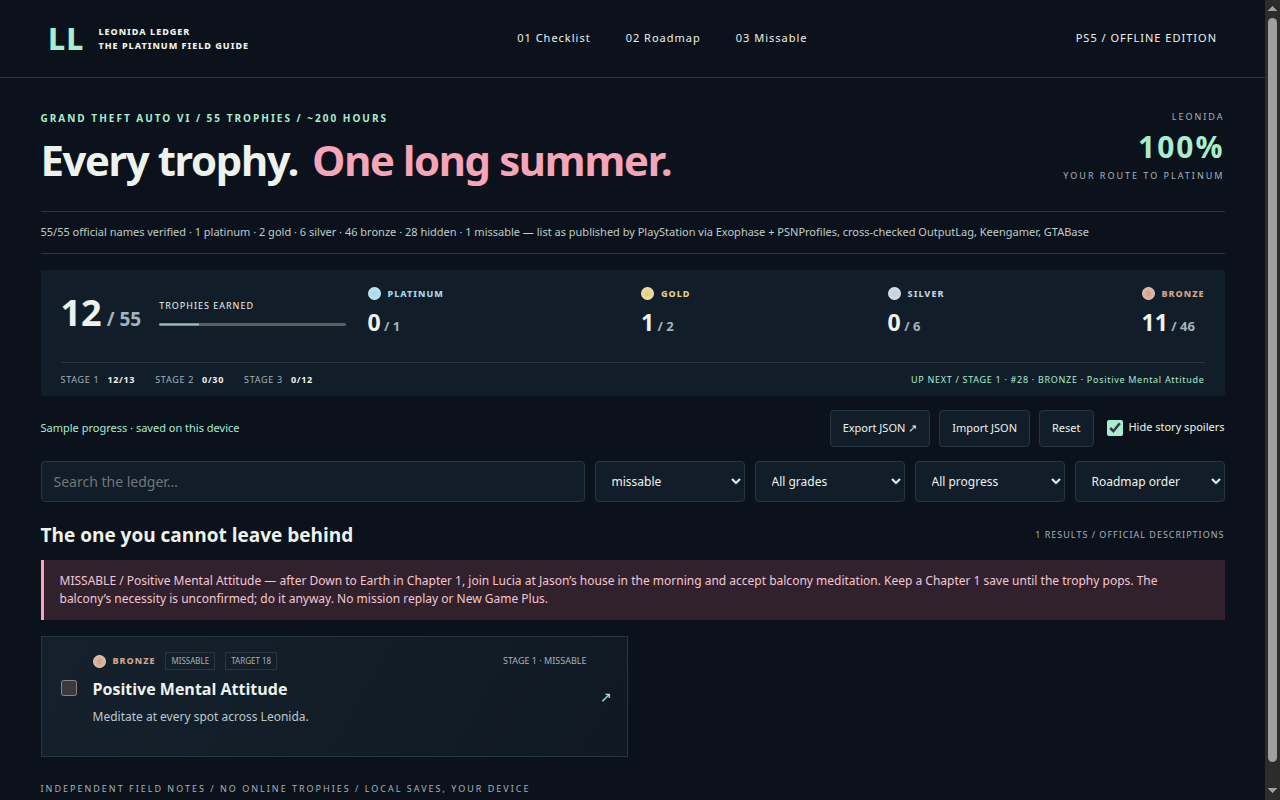 LL
LEONIDA LEDGER
THE PLATINUM FIELD GUIDE
01 Checklist
02 Roadmap
03 Missable
PS5 / OFFLINE EDITION
GRAND THEFT AUTO VI / 55 TROPHIES / ~200 HOURS
Every trophy. One long summer.
LEONIDA
100%
YOUR ROUTE TO PLATINUM
55/55 official names verified · 1 platinum · 2 gold · 6 silver · 46 bronze · 28 hidden · 1 missable — list as published by PlayStation via Exophase + PSNProfiles, cross-checked OutputLag, Keengamer, GTABase
12 / 55
TROPHIES EARNED
PLATINUM
0 / 1
GOLD
1 / 2
SILVER
0 / 6
BRONZE
11 / 46
STAGE 1 12/13
STAGE 2 0/30
STAGE 3 0/12
UP NEXT / STAGE 1 · #28 · BRONZE · Positive Mental Attitude
Sample progress · saved on this device
Export JSON ↗
Import JSON
Reset
Hide story spoilers
Search the ledger...
missable
All grades
All progress
Roadmap order
The one you cannot leave behind
1 RESULTS / OFFICIAL DESCRIPTIONS
MISSABLE / Positive Mental Attitude — after Down to Earth in Chapter 1, join Lucia at Jason's house in the morning and accept balcony meditation. Keep a Chapter 1 save until the trophy pops. The
balcony's necessity is unconfirmed; do it anyway. No mission replay or New Game Plus.
BRONZE
MISSABLE
TARGET 18
STAGE 1 · MISSABLE
Positive Mental Attitude
↗
Meditate at every spot across Leonida.
INDEPENDENT FIELD NOTES / NO ONLINE TROPHIES / LOCAL SAVES, YOUR DEVICE